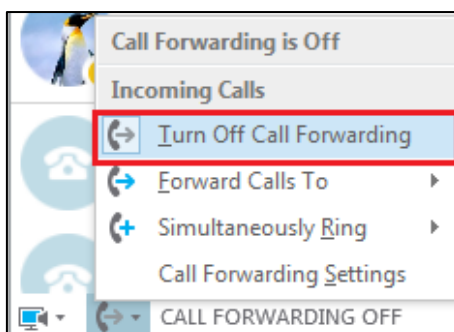 Call Forwarding is Off
Incoming Calls
Turn Off Call Forwarding
Forward Calls To
Simultaneously Ring
Call Forwarding Settings
CALL FORWARDING OFF